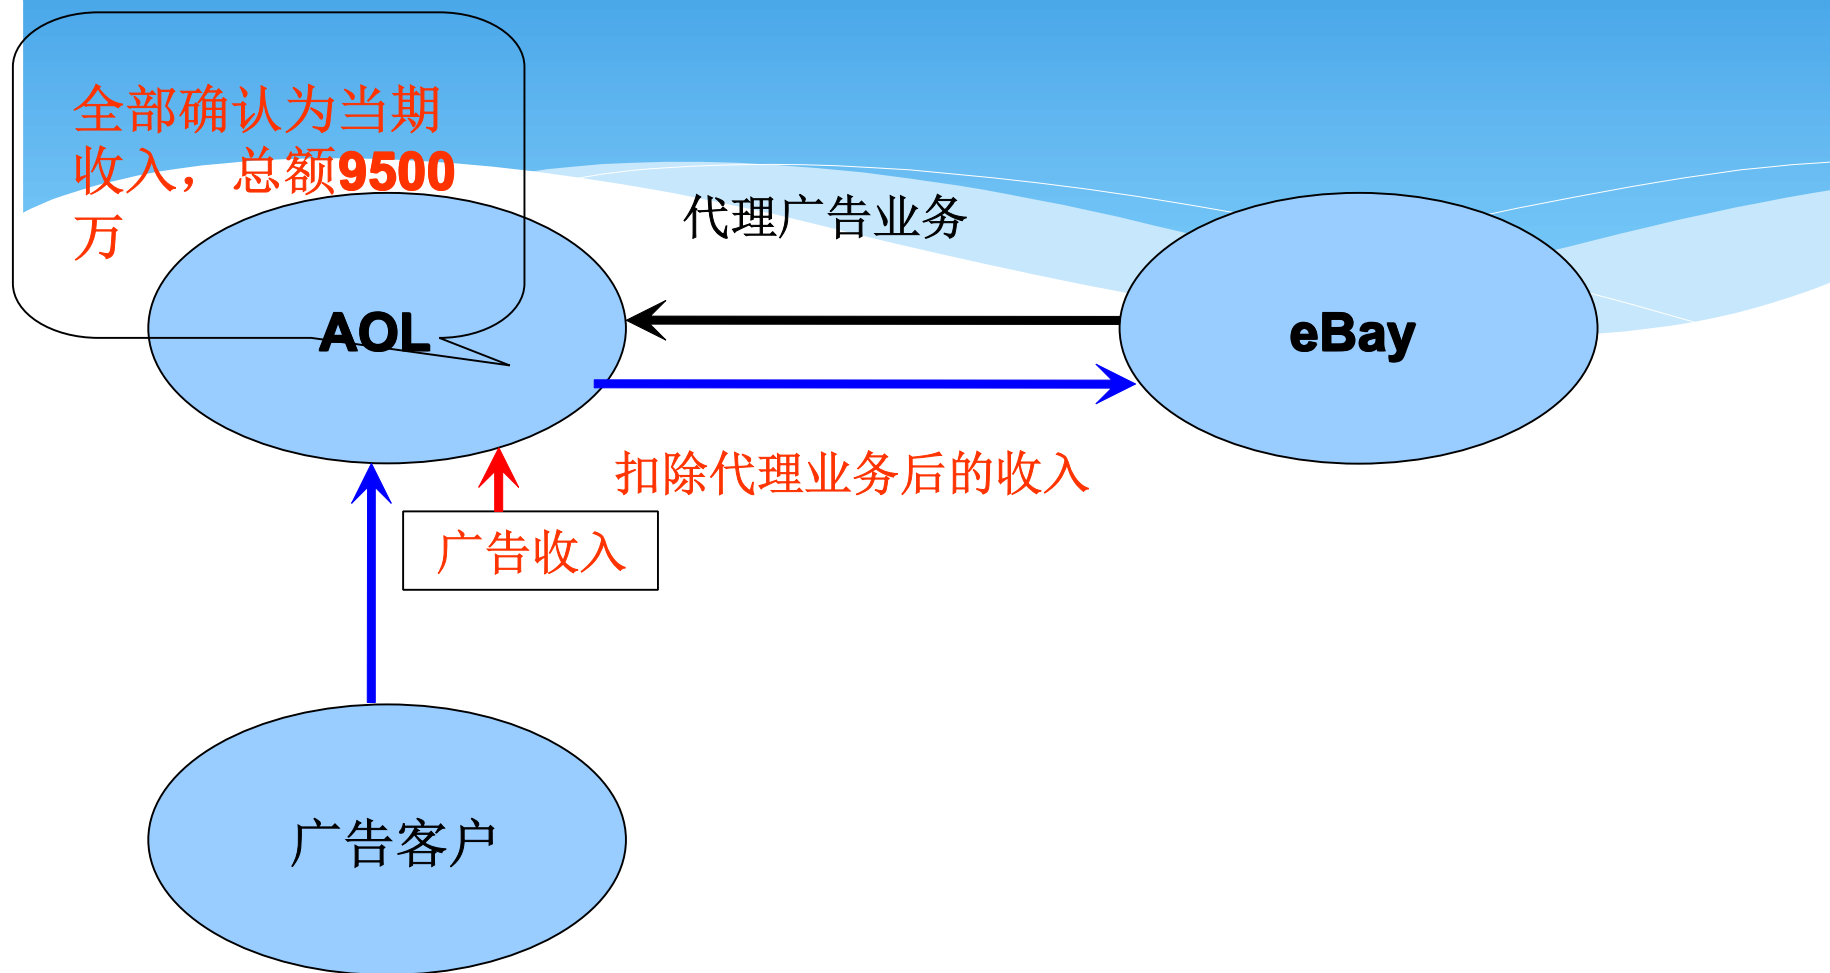 全部确认为当期
收入，总额9500
万
代理广告业务
AOL
eBay
扣除代理业务后的收入
广告收入
广告客户